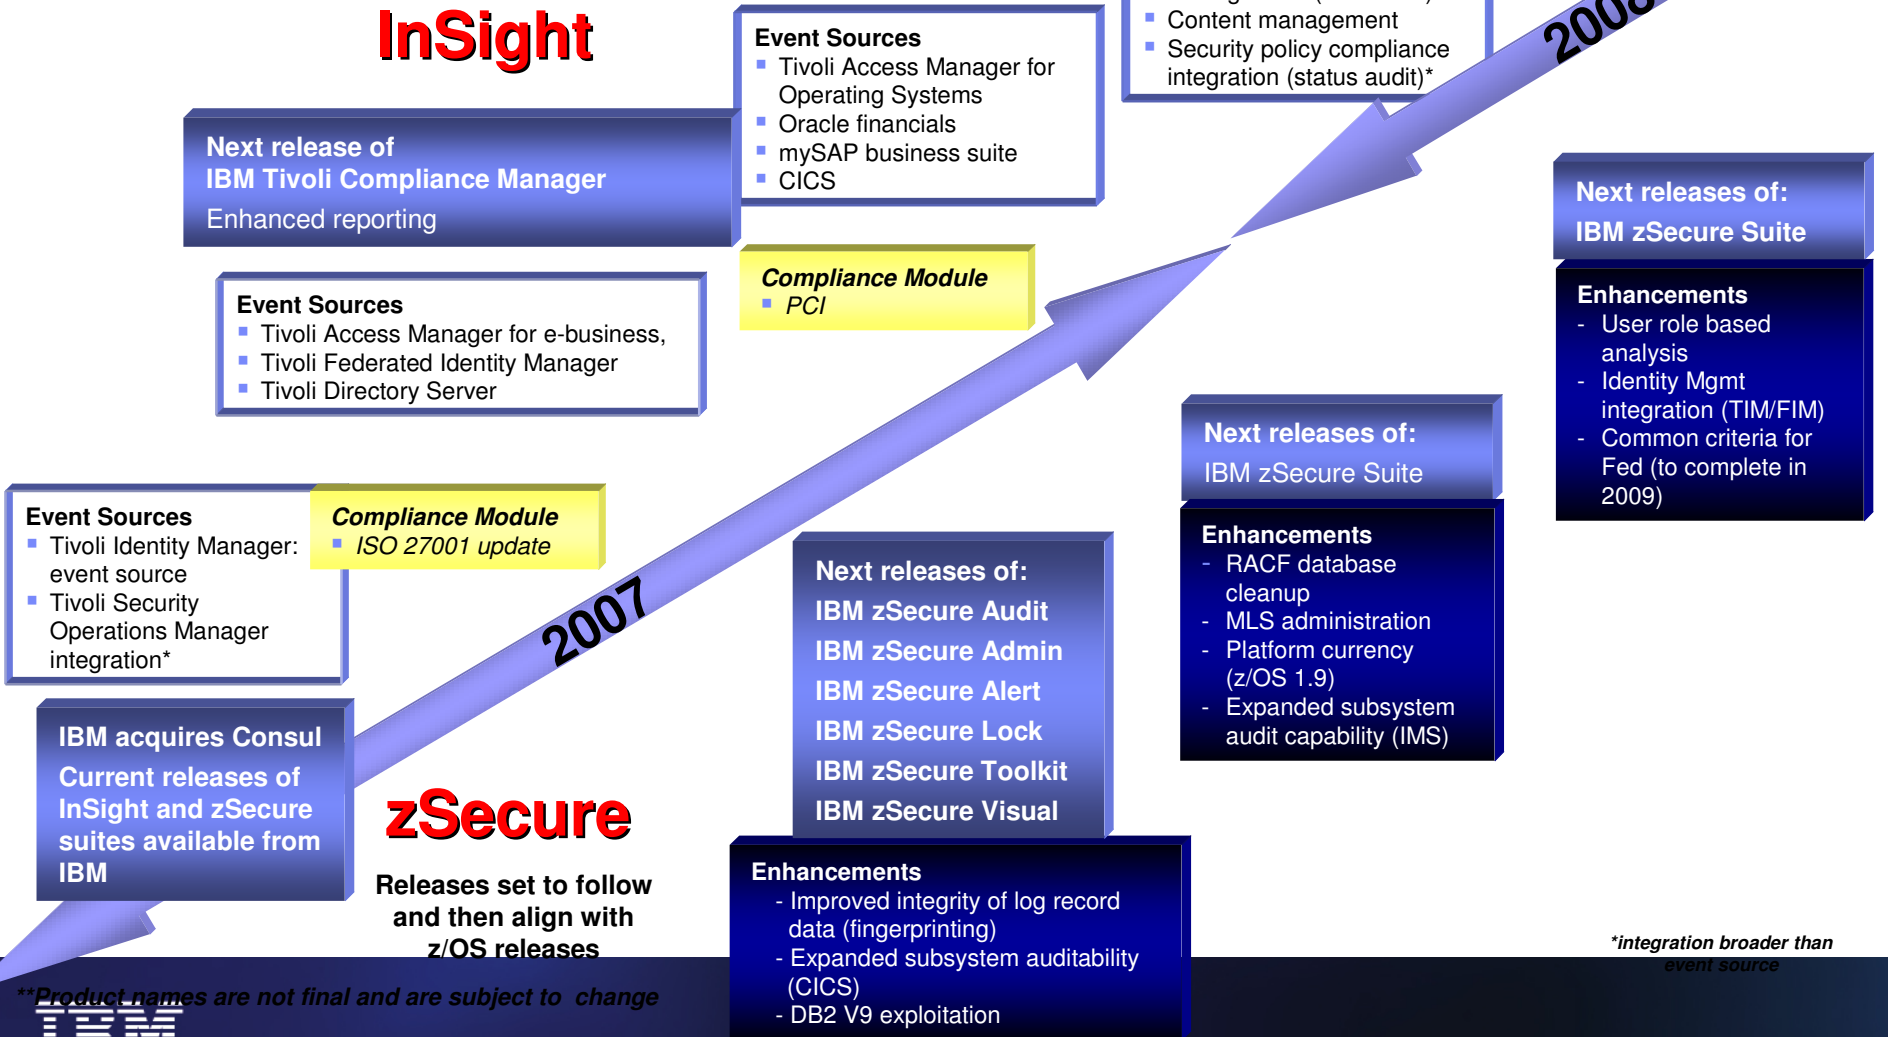 InSight
Event Sources
Tivoli Access Manager for
Operating Systems
Oracle financials
mySAP business suite
CICS
Content management
Security policy compliance
integration (status audit)*
2008
Next release of
IBM Tivoli Compliance Manager
Enhanced reporting
Next releases of:
IBM zSecure Suite
Compliance Module
PCI
Event Sources
Tivoli Access Manager for e-business,
Tivoli Federated Identity Manager
Tivoli Directory Server
Enhancements
- User role based
analysis
- Identity Mgmt
integration (TIM/FIM)
- Common criteria for
Fed (to complete in
2009)
Next releases of:
IBM zSecure Suite
Event Sources
Tivoli Identity Manager:
event source
Tivoli Security
Operations Manager
integration*
Compliance Module
ISO 27001 update
2007
Next releases of:
IBM zSecure Audit
IBM zSecure Admin
IBM zSecure Alert
IBM zSecure Lock
IBM zSecure Toolkit
IBM zSecure Visual
Enhancements
- RACF database
cleanup
- MLS administration
- Platform currency
(z/OS 1.9)
- Expanded subsystem
audit capability (IMS)
IBM acquires Consul
Current releases of
InSight and zSecure
suites available from
IBM
zSecure
Releases set to follow
and then align with
z/OS releases
Enhancements
- Improved integrity of log record
data (fingerprinting)
- Expanded subsystem auditability
(CICS)
- DB2 V9 exploitation
*integration broader than
event source
**Product names are not final and are subject to change
IBM